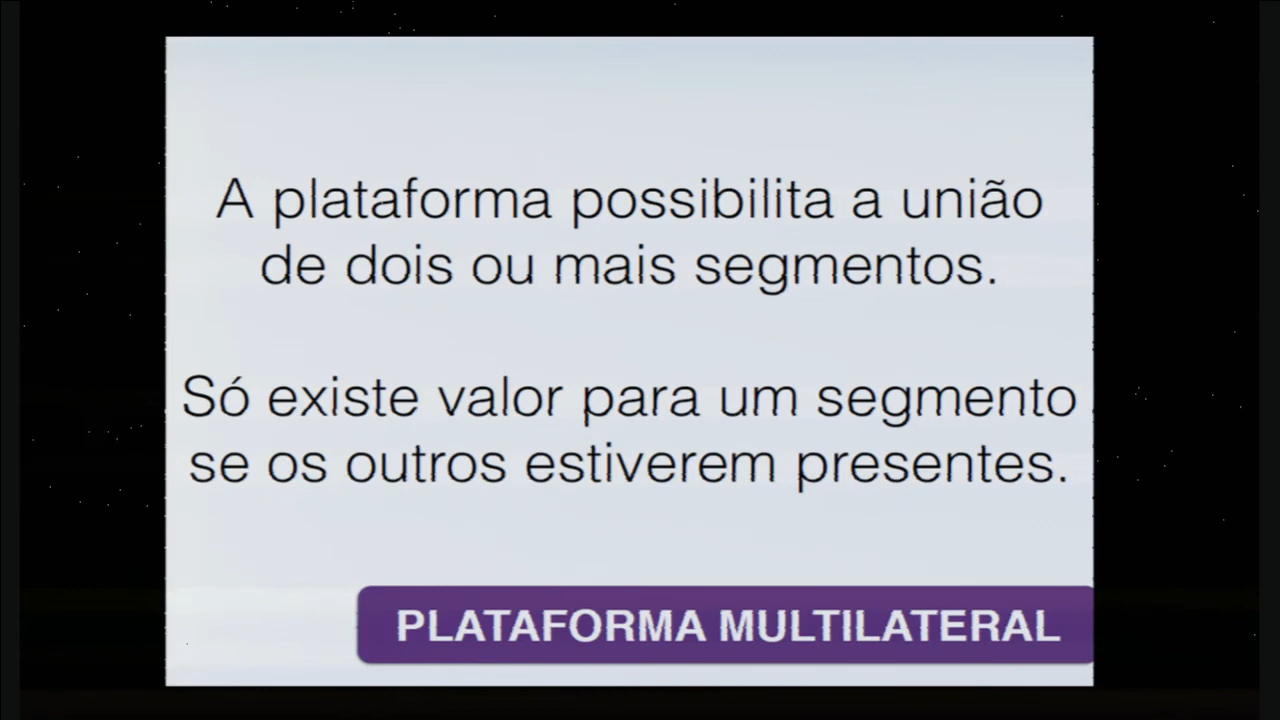 A plataforma possibilita a união
de dois ou mais segmentos.
Só existe valor para um segmento
se os outros estiverem presentes.
PLATAFORMA MULTILATERAL